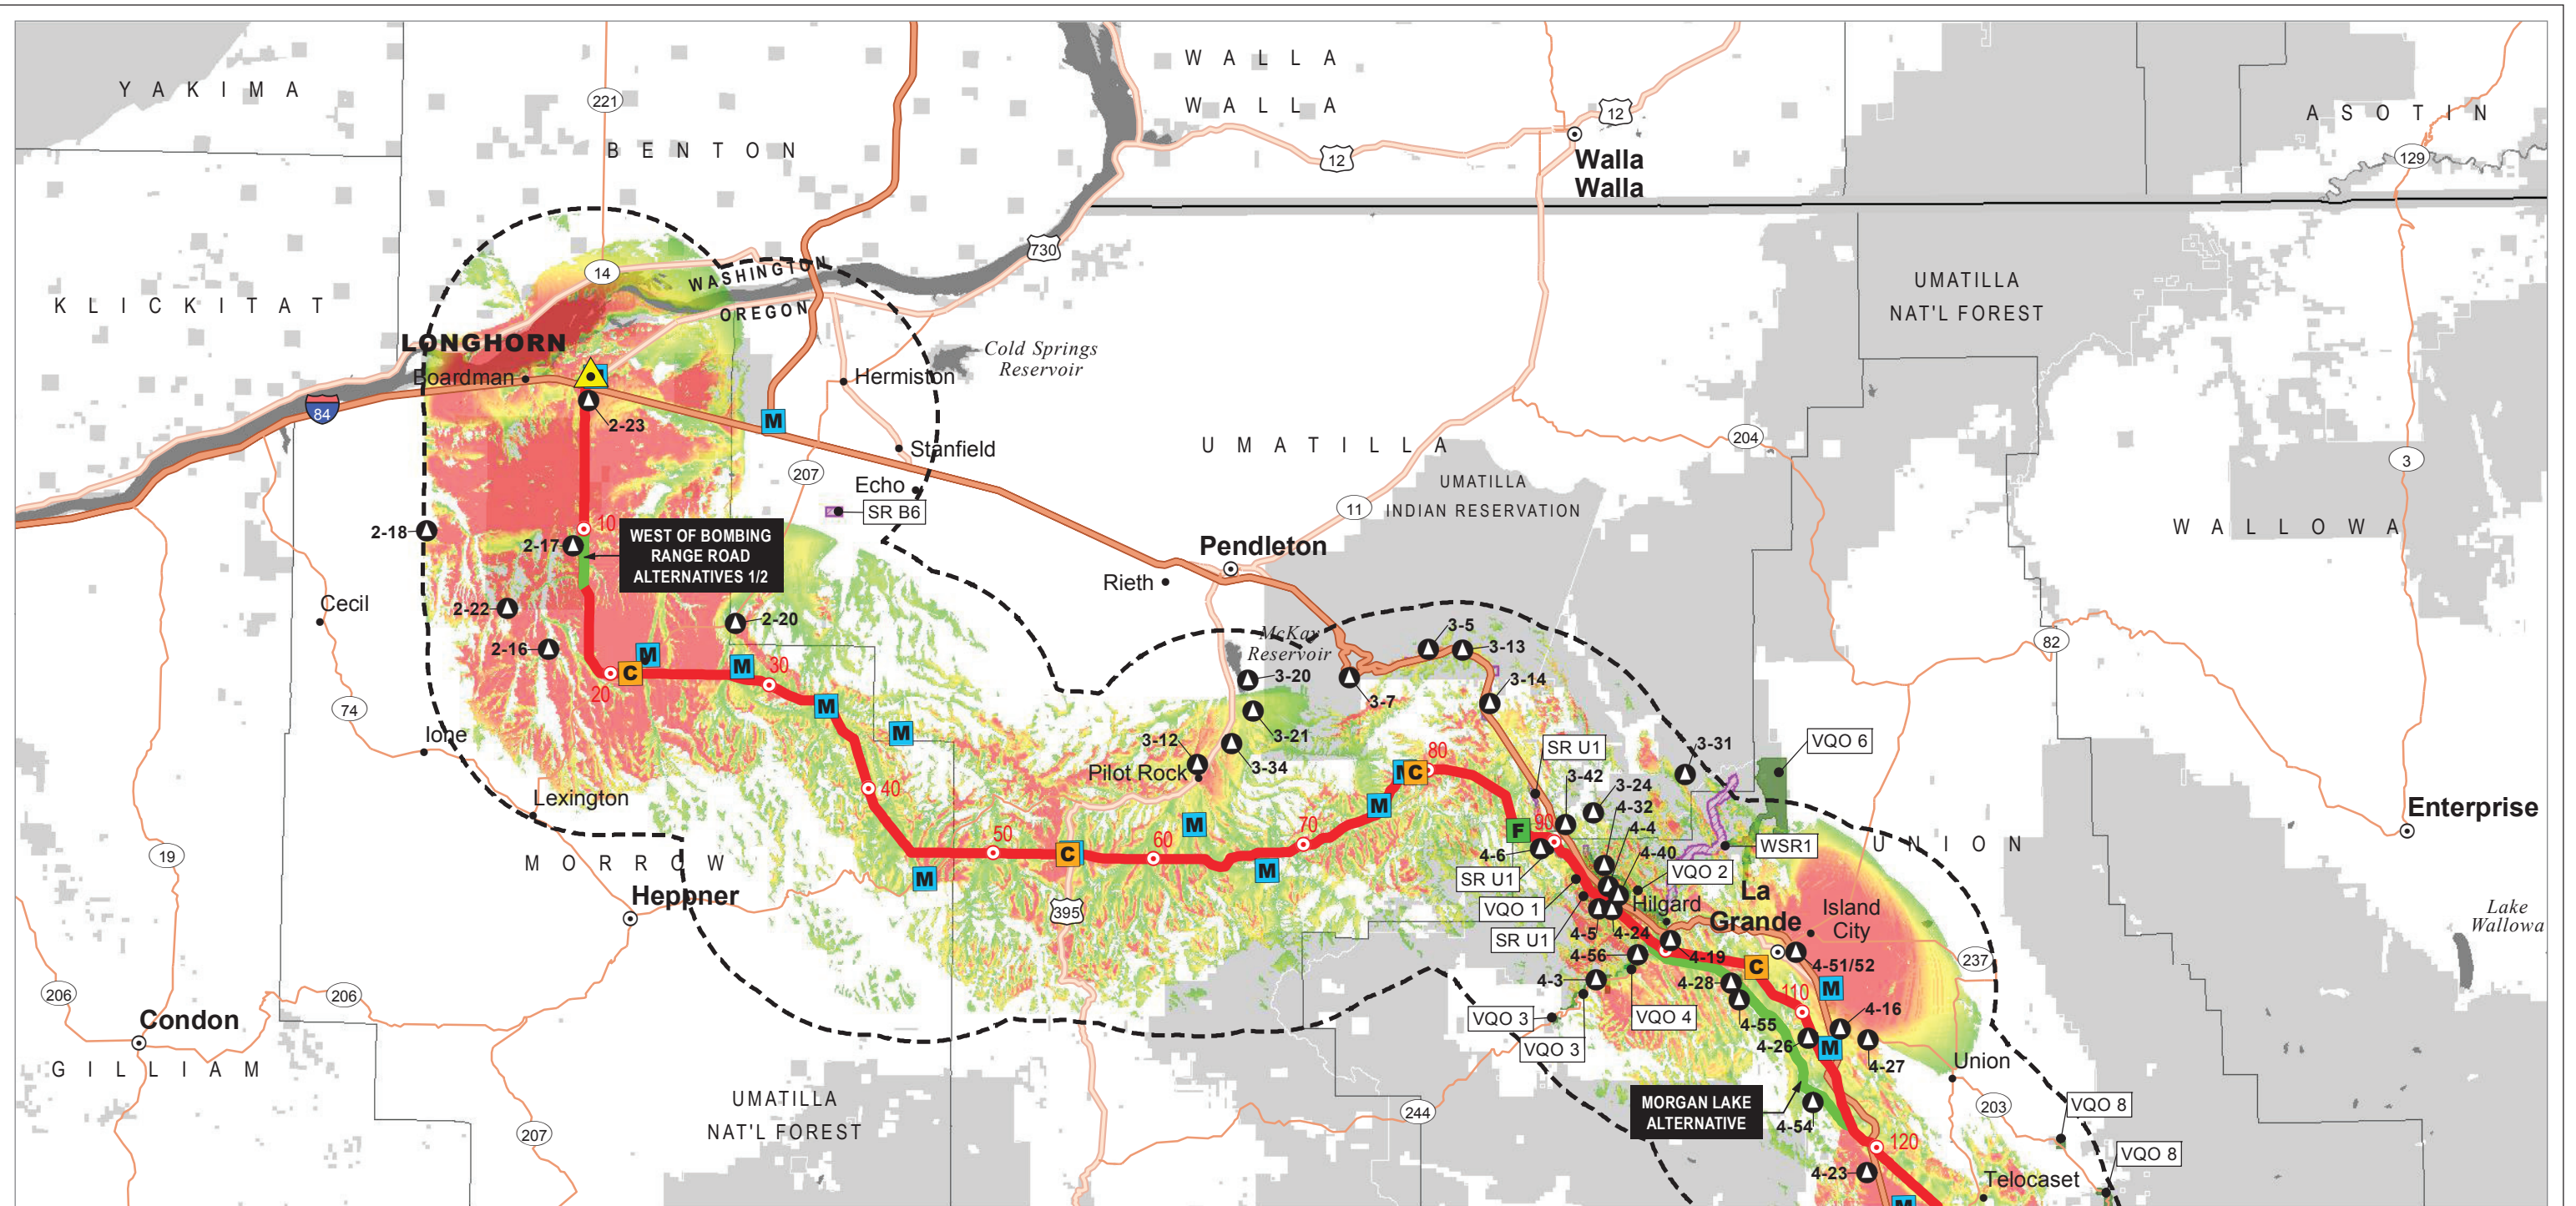 YAKIMA
221
BENTON
WALLA
WALLA
12
12
Walla
Walla
ASOTIN
129
730
14
WASHINGTON
OREGON
KLICKITAT
UMATILLA
NAT'L FOREST
LONGHORN
Boardman
84
Cold Springs
Reservoir
Hermiston
2-23
M
Stanfield
207
Echo
SR B6
UMATILLA
204
3
UMATILLA
INDIAN RESERVATION
11
WALLOWA
2-18
10
2-17
WEST OF BOMBING
RANGE ROAD
ALTERNATIVES 1/2
Pendleton
Rieth
Cecil
2-22
2-20
2-16
M
C
20
M
30
M
M
McKay
Reservoir
3-20
3-5
3-13
3-7
3-14
82
74
Ione
3-21
3-12
Pilot Rock
3-34
80
M
C
SR U1
3-31
VQO 6
40
Lexington
M
M
70
3-42
3-24
4-32
4-4
4-40
Enterprise
19
MORROW
50
C
60
M
M
F
90
4-6
SR U1
WSR1
UNION
VQO 2
La
Grande
Heppner
395
VQO 1
Hilgard
Island
City
Lake
Wallowa
SR U1
4-5
4-24
4-56
4-19
C
4-51/52
237
206
206
Condon
4-3
4-28
M
110
4-16
VQO 3
VQO 4
4-55
VQO 3
4-26
M
4-27
Union
GILLIAM
UMATILLA
NAT'L FOREST
244
MORGAN LAKE
ALTERNATIVE
4-54
203
VQO 8
207
120
VQO 8
4-23
Telocaset
M